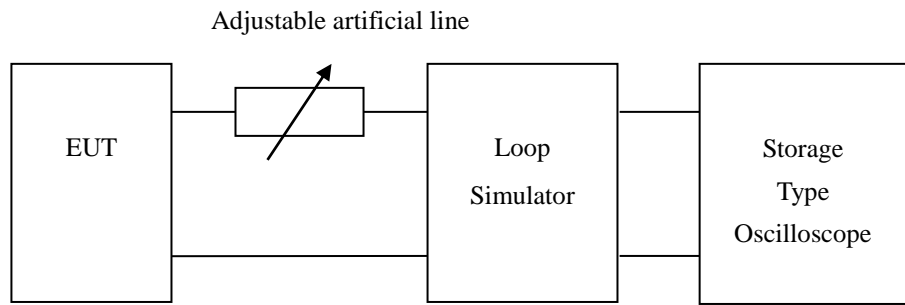 Adjustable artificial line
EUT
Loop
Simulator
Storage
Type
Oscilloscope